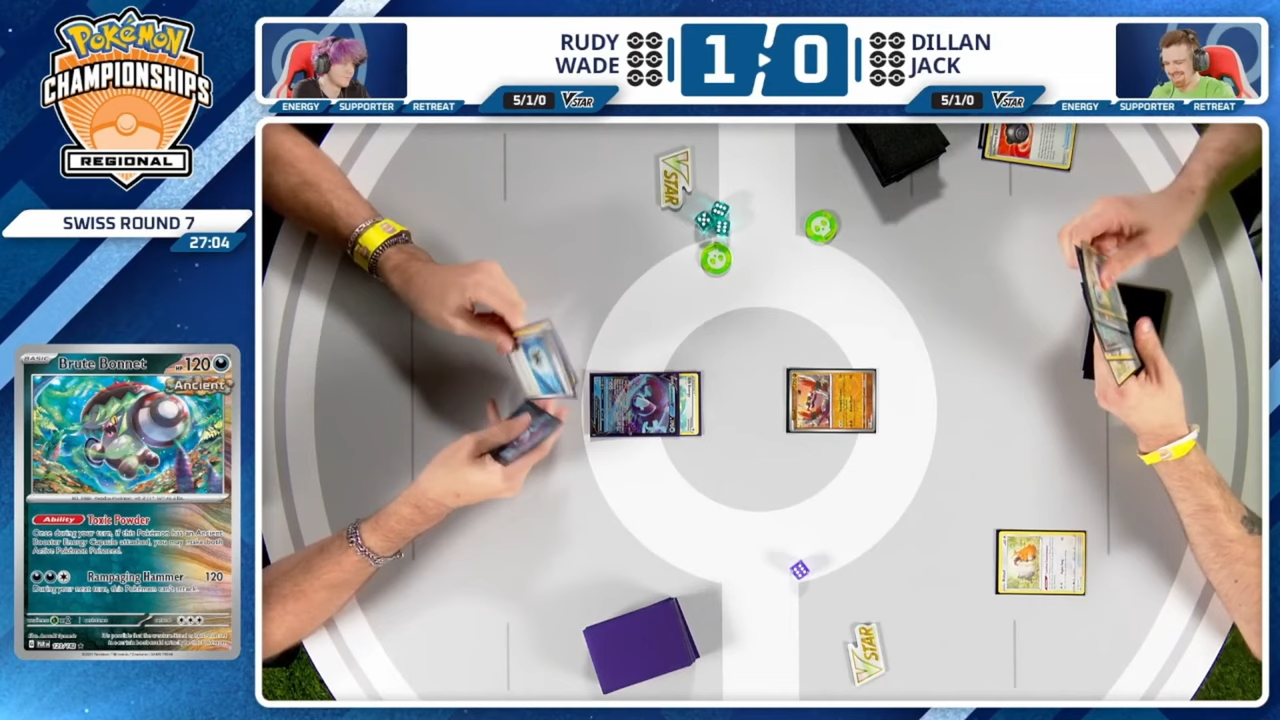 Pokémon
CHAMPIONSHIPS
REGIONAL
SWISS ROUND 7
27:04
RUDY
WADE
1
0
DILLAN
JACK
ENERGY
SUPPORTER
RETREAT
5/1/0
VSTAR
5/1/0
VSTAR
ENERGY
SUPPORTER
RETREAT
VSTAR
VSTAR
BASIC
Brute Bonnet
HP 120
Ancient
Ability Toxic Powder
Once during your turn, if this Pokémon has an Ancient
Booster Energy Capsule attached, you may make both
Active Pokémon Poisoned.
Rampaging Hammer 120
During your next turn, this Pokémon can't attack.